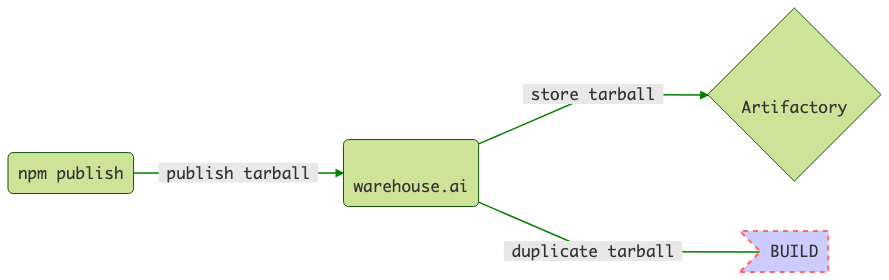 npm publish
publish tarball
warehouse.ai
store tarball
Artifactory
duplicate tarball
BUILD